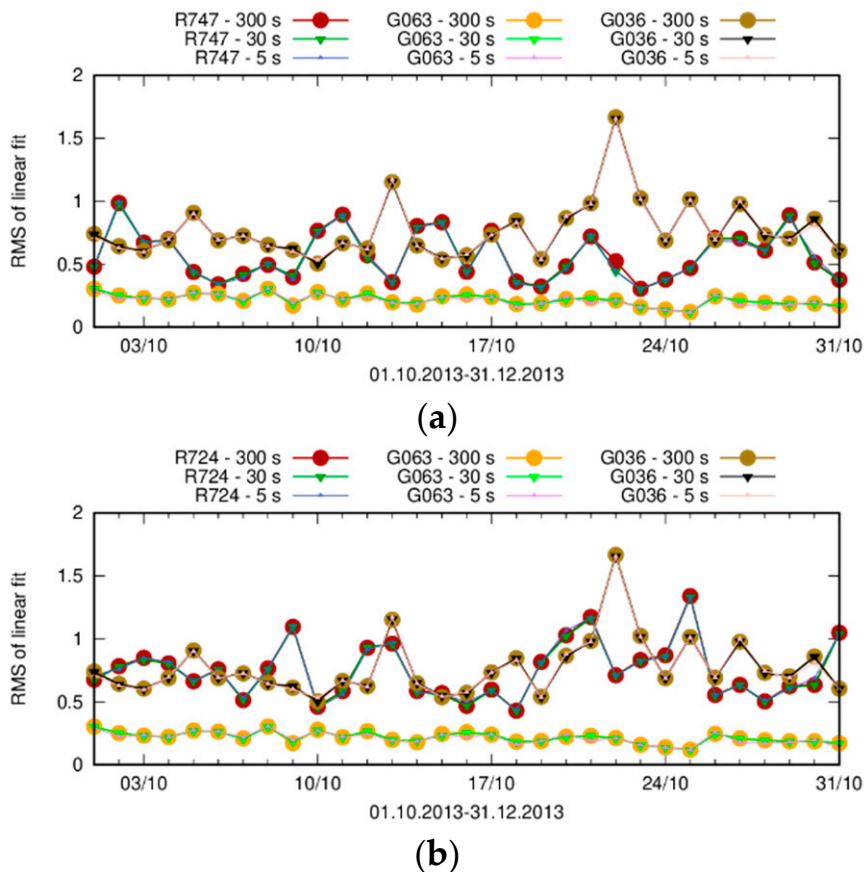 R747 - 300 s G063 - 300 s G036 - 300 s
R747 - 30 s G063 - 30 s G036 - 30 s
R747 - 5 s G063 - 5 s G036 - 5 s
2
1.5
1
0.5
0
RMS of linear fit
03/10 10/10 17/10 24/10 31/10
01.10.2013-31.12.2013
(a)
R724 - 300 s G063 - 300 s G036 - 300 s
R724 - 30 s G063 - 30 s G036 - 30 s
R724 - 5 s G063 - 5 s G036 - 5 s
2
1.5
1
0.5
0
RMS of linear fit
03/10 10/10 17/10 24/10 31/10
01.10.2013-31.12.2013
(b)